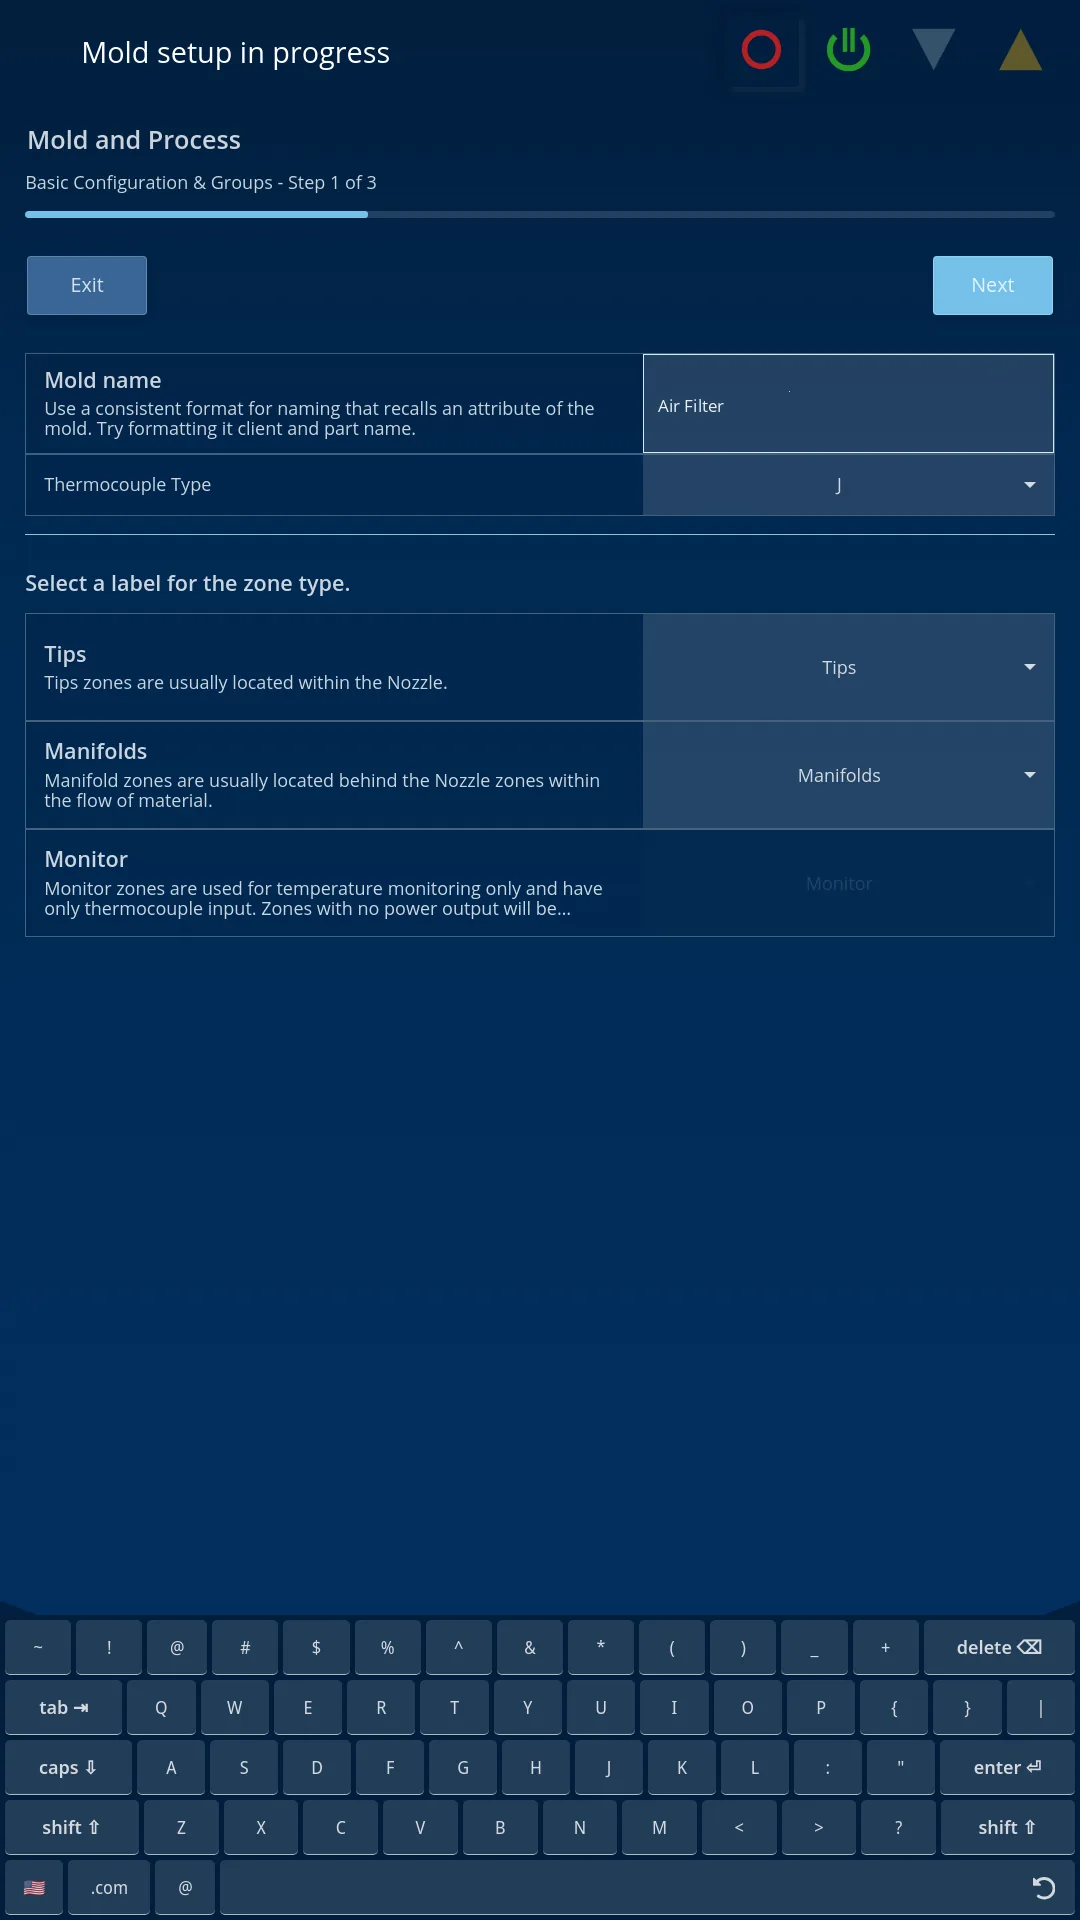 Mold setup in progress
Mold and Process
Basic Configuration & Groups - Step 1 of 3
Exit
Next
Mold name
Use a consistent format for naming that recalls an attribute of the
mold. Try formatting it client and part name.
Air Filter
Thermocouple Type
J
Select a label for the zone type.
Tips
Tips zones are usually located within the Nozzle.
Tips
Manifolds
Manifold zones are usually located behind the Nozzle zones within
the flow of material.
Manifolds
Monitor
Monitor zones are used for temperature monitoring only and have
only thermocouple input. Zones with no power output will be...
Monitor
~ ! @ # $ % ^ & * ( ) _ + delete ⌫
tab ⇥ Q W E R T Y U I O P { } |
caps ⇩ A S D F G H J K L : " enter ⏎
shift ⇧ Z X C V B N M < > ? shift ⇧
.com @